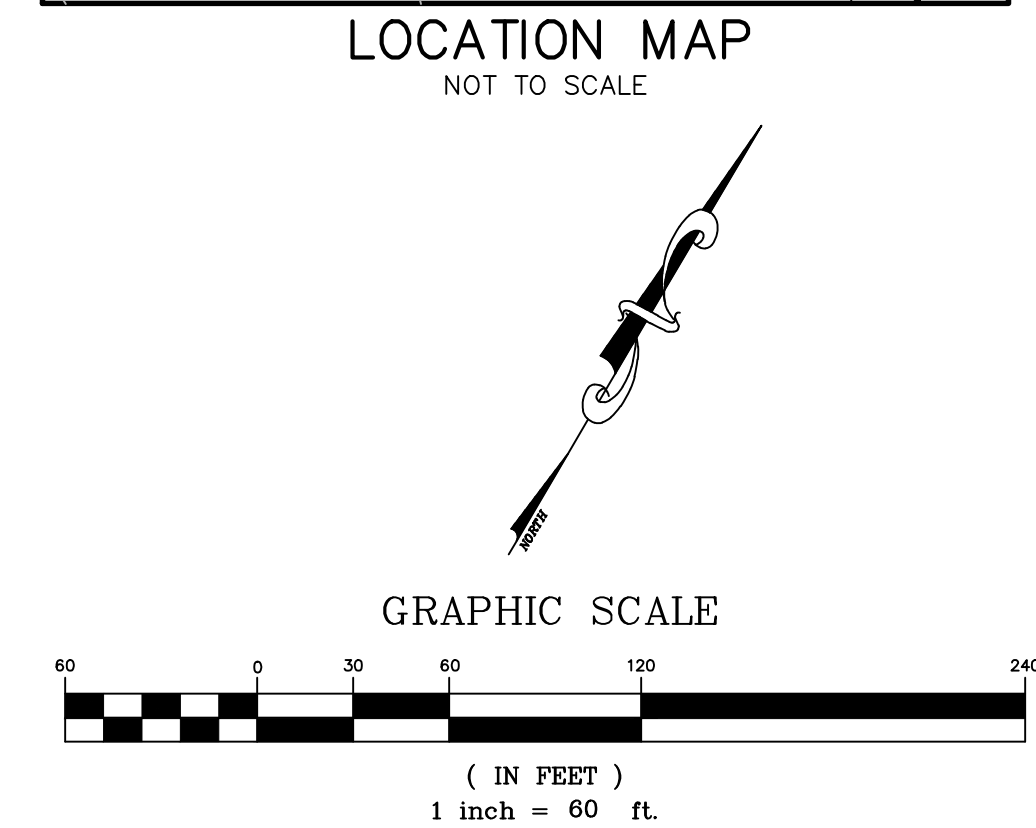 LOCATION MAP
NOT TO SCALE
NORTH
GRAPHIC SCALE
60 0 30 60 120 240
( IN FEET )
1 inch = 60 ft.